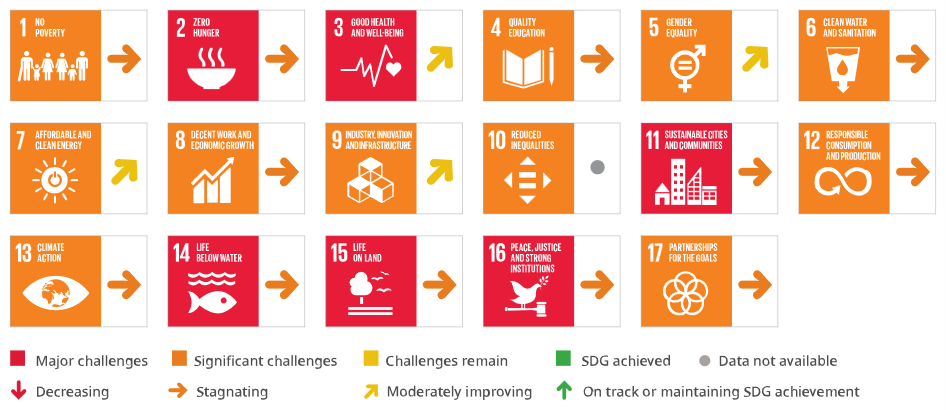 1 NO
POVERTY
2 ZERO
HUNGER
3 GOOD HEALTH
AND WELL-BEING
4 QUALITY
EDUCATION
5 GENDER
EQUALITY
6 CLEAN WATER
AND SANITATION
7 AFFORDABLE AND
CLEAN ENERGY
8 DECENT WORK AND
ECONOMIC GROWTH
9 INDUSTRY, INNOVATION
AND INFRASTRUCTURE
10 REDUCED
INEQUALITIES
11 SUSTAINABLE CITIES
AND COMMUNITIES
12 RESPONSIBLE
CONSUMPTION
AND PRODUCTION
13 CLIMATE
ACTION
14 LIFE
BELOW WATER
15 LIFE
ON LAND
16 PEACE, JUSTICE
AND STRONG
INSTITUTIONS
17 PARTNERSHIPS
FOR THE GOALS
Major challenges
Significant challenges
Challenges remain
SDG achieved
Data not available
Decreasing
Stagnating
Moderately improving
On track or maintaining SDG achievement